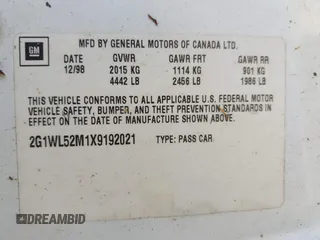 GM
MFD BY GENERAL MOTORS OF CANADA LTD.
GVWR GAWR FRT GAWR RR
12/98 2015 KG 1114 KG 901 KG
4442 LB 2456 LB 1986 LB
THIS VEHICLE CONFORMS TO ALL APPLICABLE U.S. FEDERAL MOTOR
VEHICLE SAFETY, BUMPER, AND THEFT PREVENTION STANDARDS IN
EFFECT ON THE DATE OF MANUFACTURE SHOWN ABOVE.
2G1WL52M1X9192021 TYPE: PASS CAR
DREAMBID